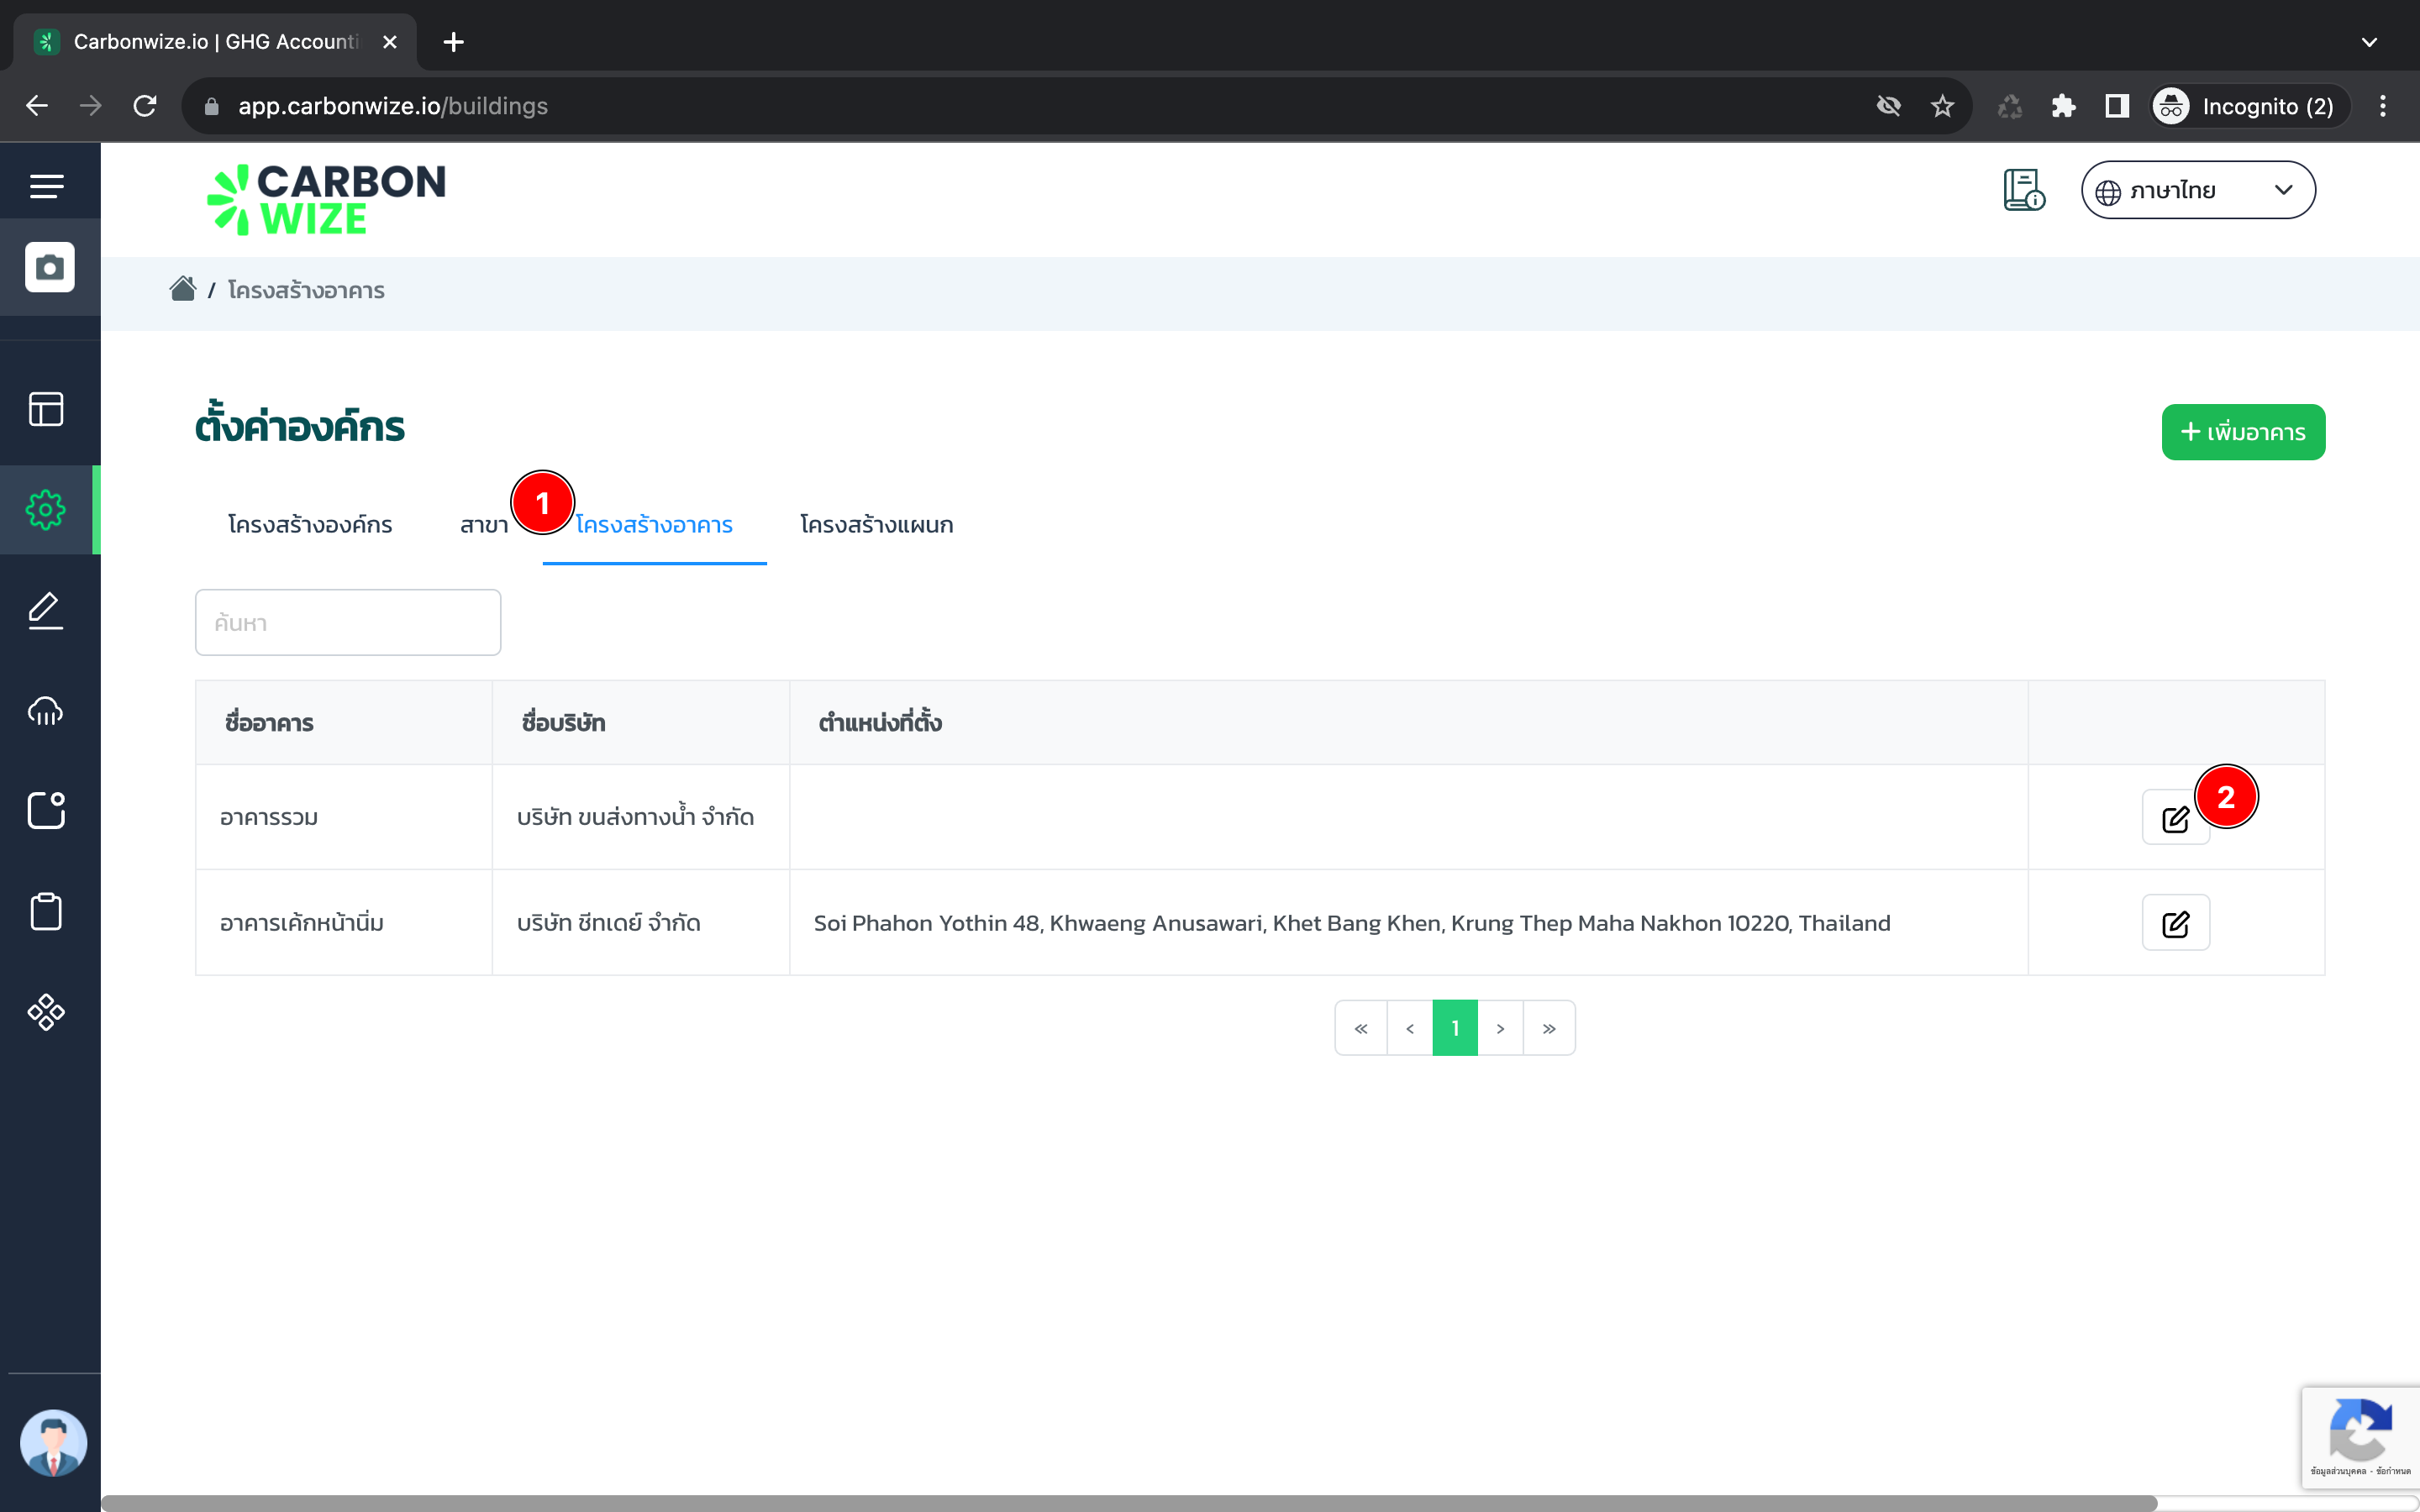 Carbonwize.io | GHG Accounti
app.carbonwize.io/buildings
Incognito (2)
CARBON
WIZE
ภาษาไทย
/ โครงสร้างอาคาร
ตั้งค่าองค์กร
+ เพิ่มอาคาร
โครงสร้างองค์กร สาขา 1 โครงสร้างอาคาร โครงสร้างแผนก
ค้นหา
ชื่ออาคาร ชื่อบริษัท ตำแหน่งที่ตั้ง
อาคารรวม บริษัท ขนส่งทางน้ำ จำกัด 2
อาคารเค้กหน้านิ่ม บริษัท ชีทเดย์ จำกัด Soi Phahon Yothin 48, Khwaeng Anusawari, Khet Bang Khen, Krung Thep Maha Nakhon 10220, Thailand
« ‹ 1 › »
ข้อมูลส่วนบุคคล - ข้อกำหนด